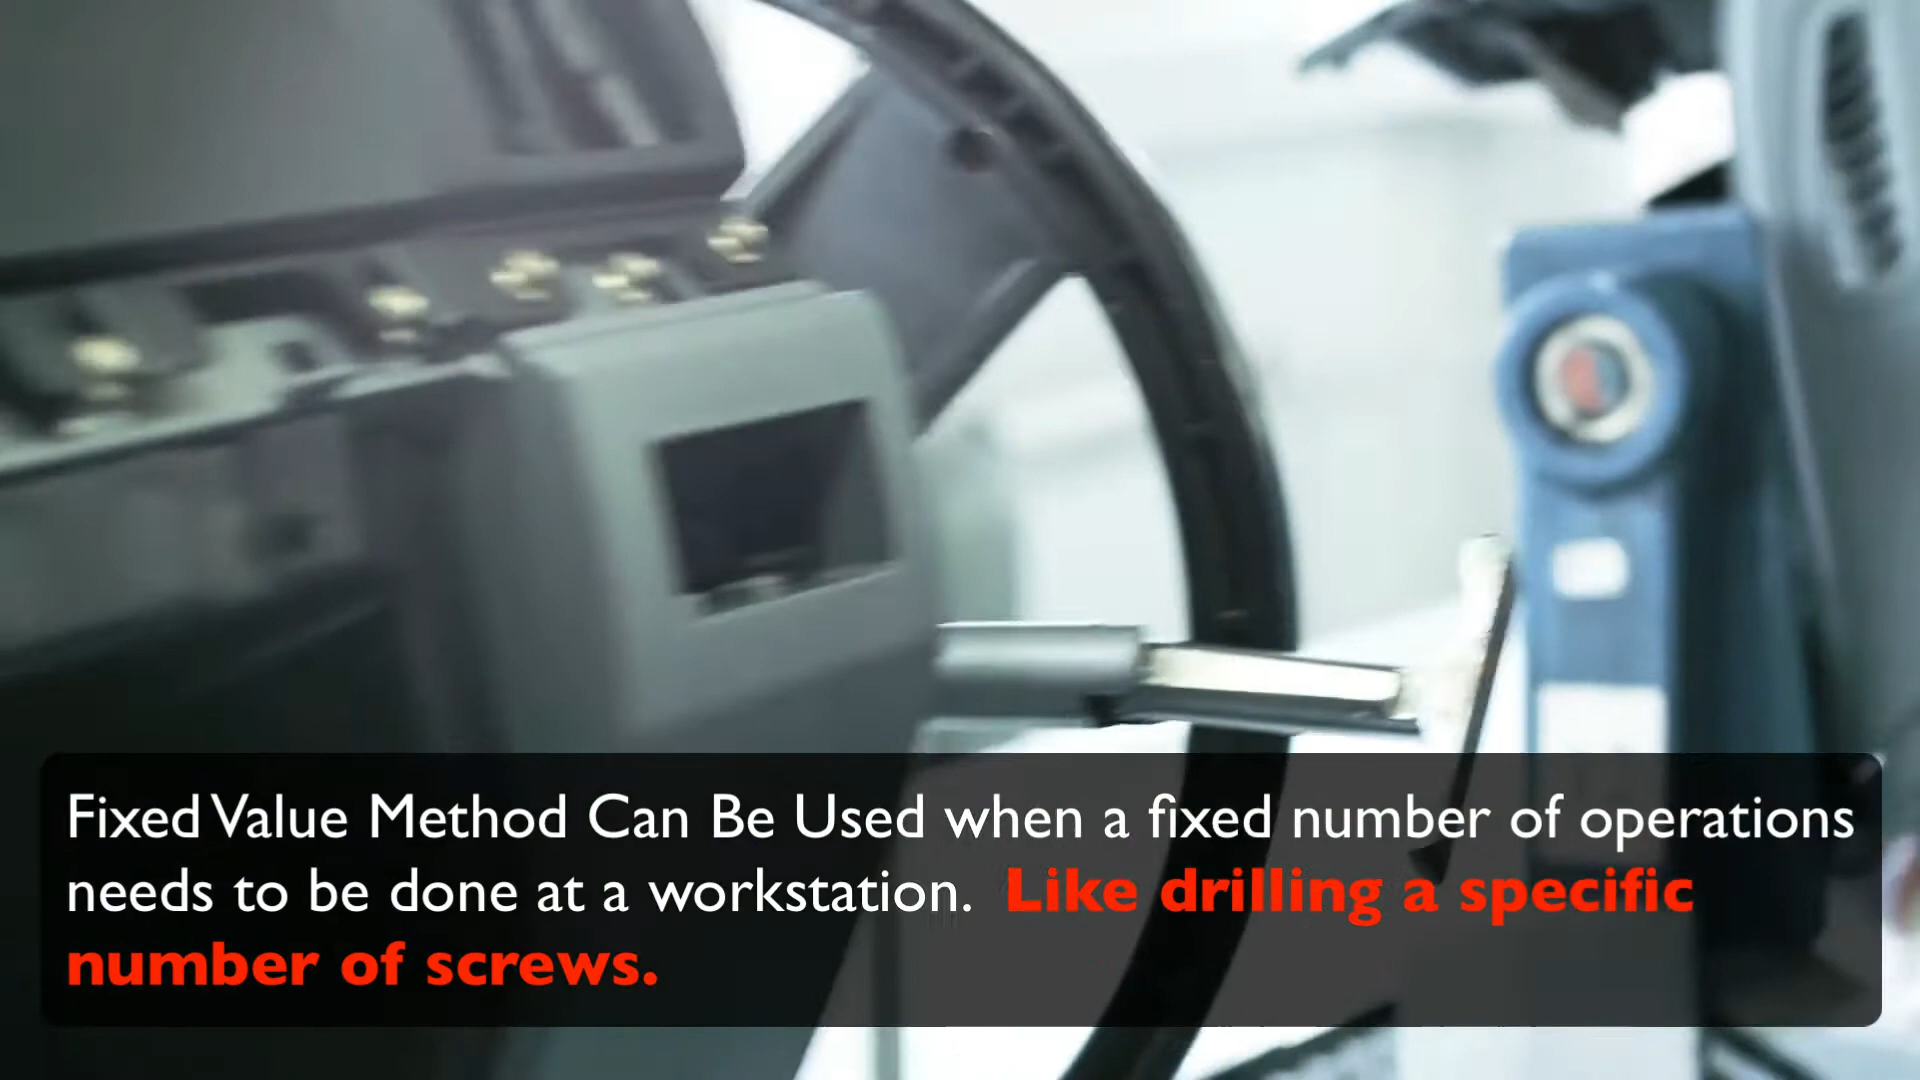 Fixed Value Method Can Be Used when a fixed number of operations
needs to be done at a workstation. Like drilling a specific
number of screws.